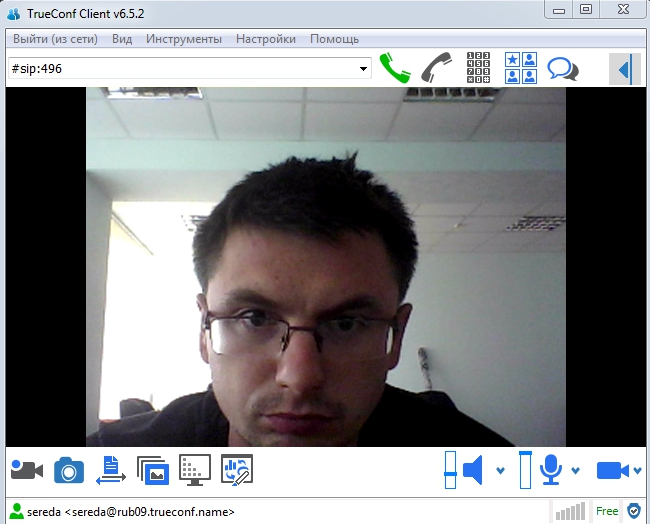 TrueConf Client v6.5.2
Выйти (из сети) Вид Инструменты Настройки Помощь
#sip:496
sereda <sereda@rub09.trueconf.name> Free